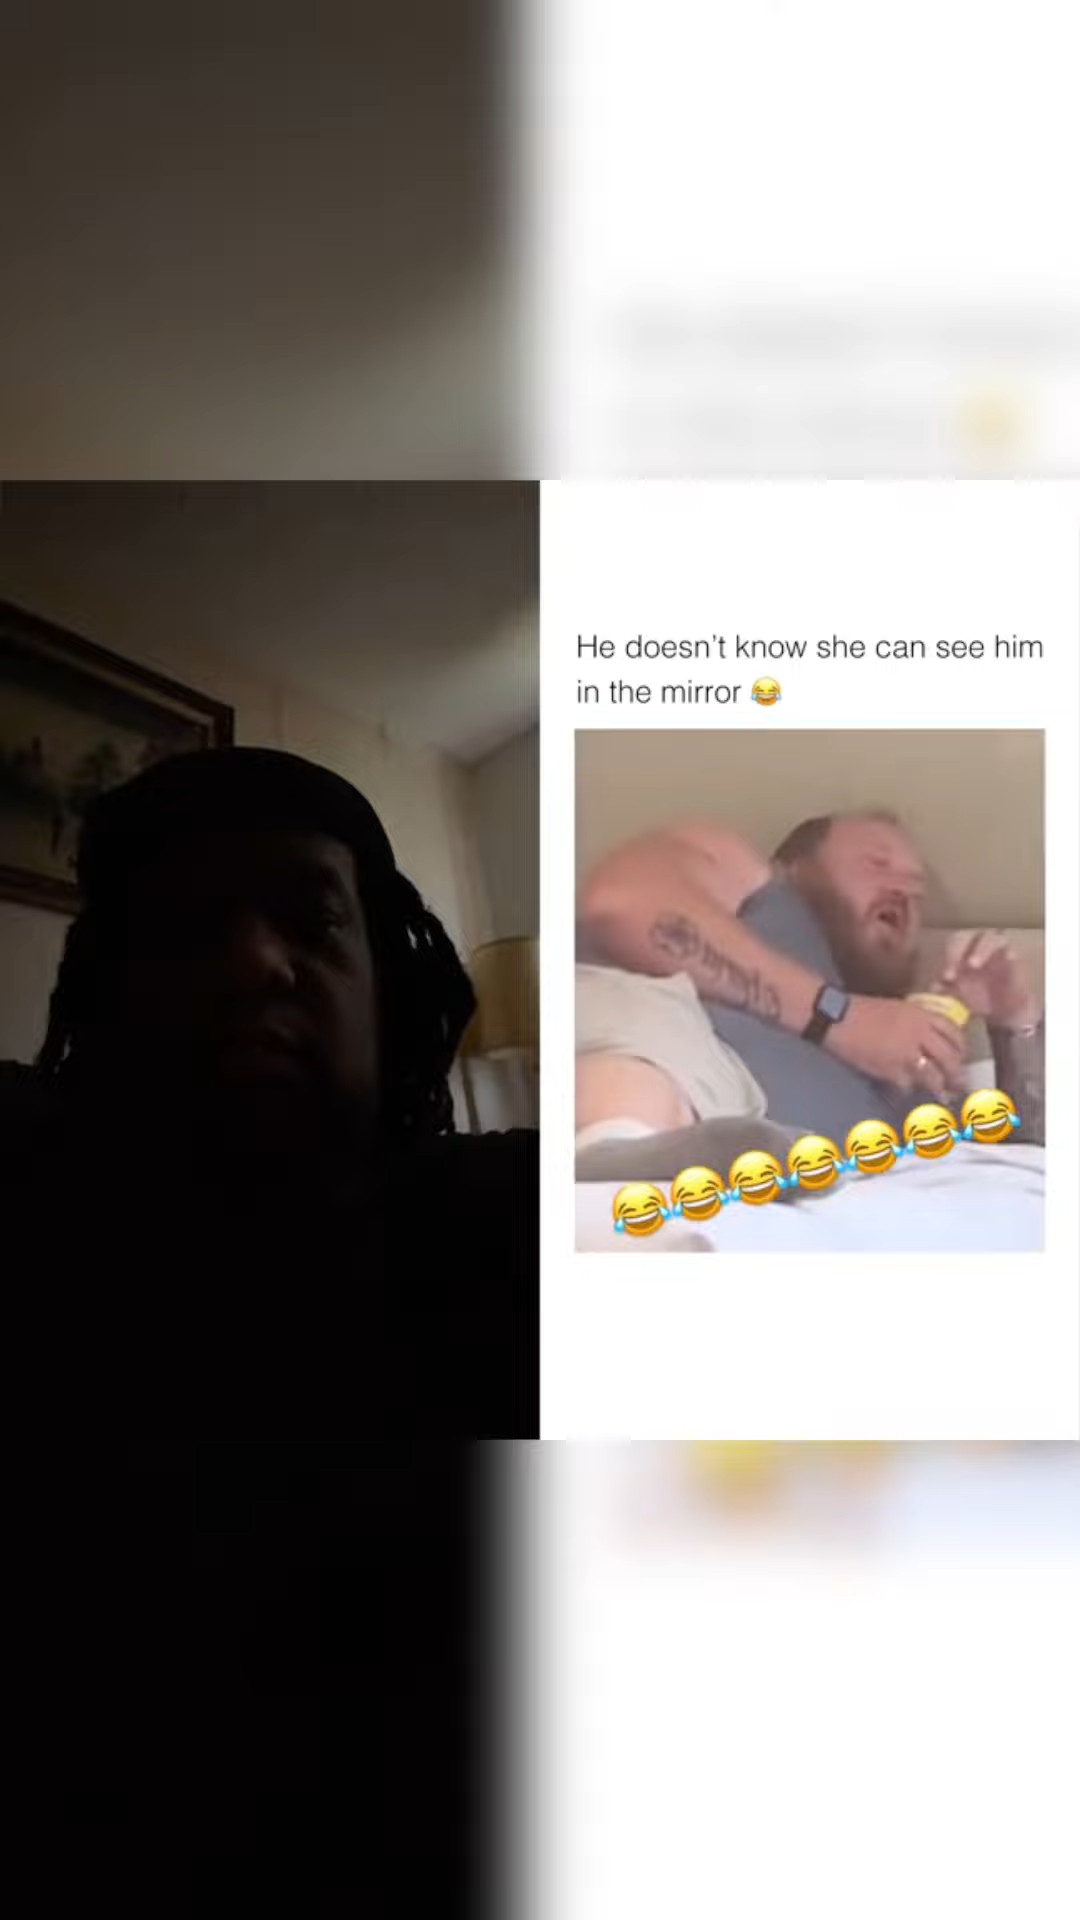 He doesn't know she can see him
in the mirror 😂